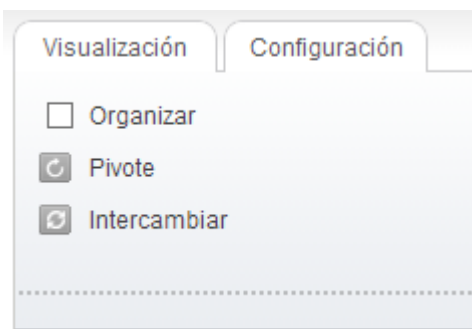 Visualización Configuración
Organizar
Pivote
Intercambiar